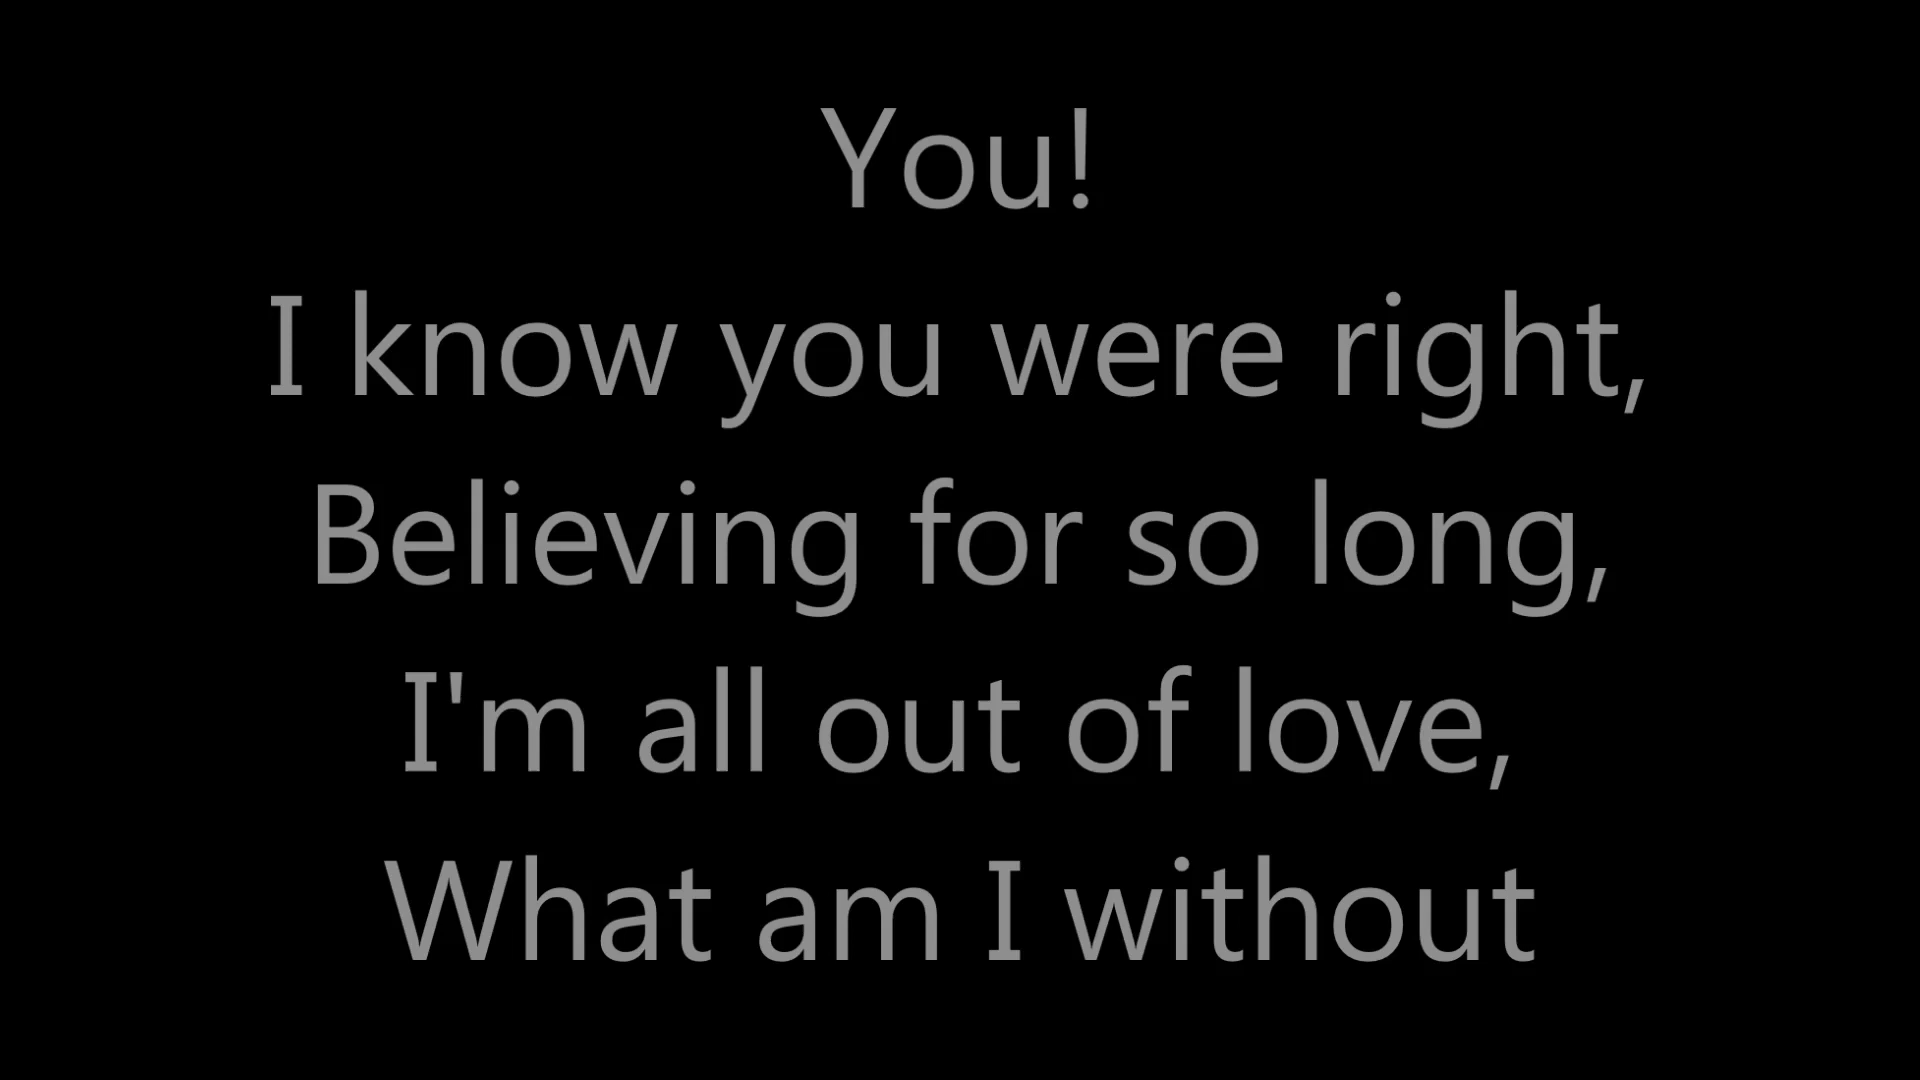 You!
I know you were right,
Believing for so long,
I'm all out of love,
What am I without